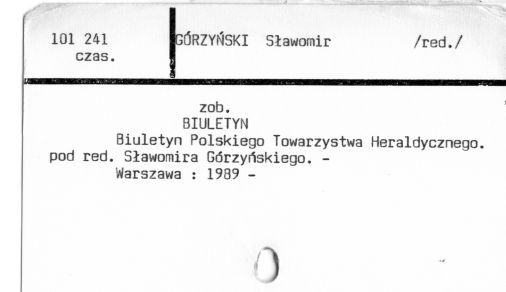 101 241 GÓRZYŃSKI Sławomir /red./
czas.
zob.
BIULETYN
Biuletyn Polskiego Towarzystwa Heraldycznego.
pod red. Sławomira Górzyńskiego. -
Warszawa : 1989 -